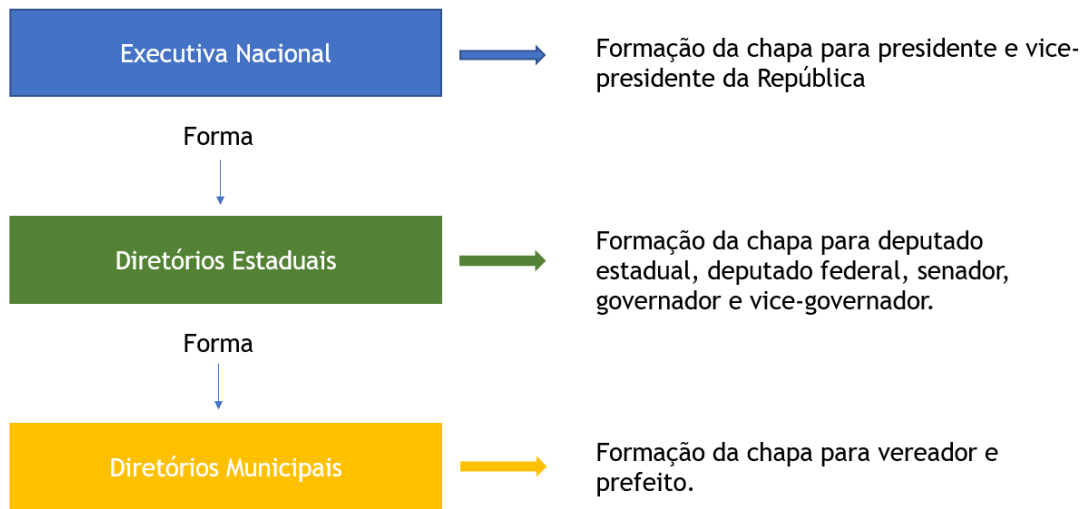 Executiva Nacional
Formação da chapa para presidente e vice-
presidente da República
Forma
Diretórios Estaduais
Formação da chapa para deputado
estadual, deputado federal, senador,
governador e vice-governador.
Forma
Diretórios Municipais
Formação da chapa para vereador e
prefeito.